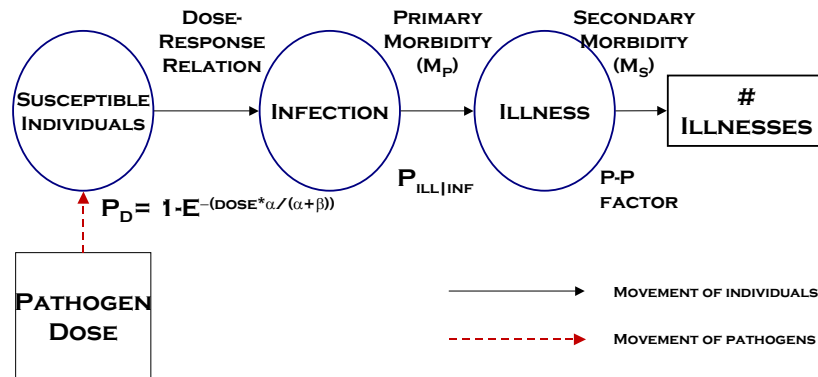 DOSE-
RESPONSE
RELATION
PRIMARY
MORBIDITY
(MP)
SECONDARY
MORBIDITY
(MS)
SUSCEPTIBLE
INDIVIDUALS
INFECTION
ILLNESS
#
ILLNESSES
PD = 1-E^-(DOSE*α/(α+β))
PILL|INF
P-P
FACTOR
PATHOGEN
DOSE
MOVEMENT OF INDIVIDUALS
MOVEMENT OF PATHOGENS